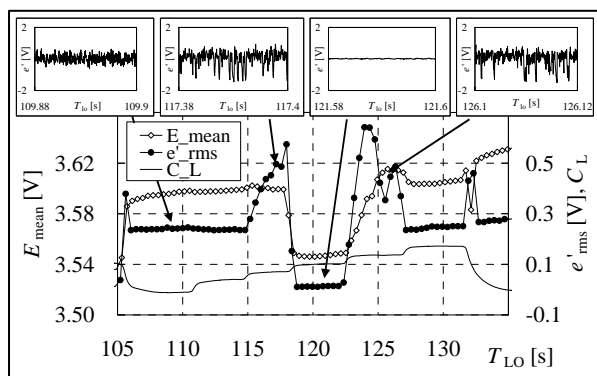 2
e' [V]
-2
109.88 T_lo [s] 109.9
2
e' [V]
-2
117.38 T_lo [s] 117.4
2
e' [V]
-2
121.58 T_lo [s] 121.6
2
e' [V]
-2
126.1 T_lo [s] 126.12
E_mean
e'_rms
C_L
3.62
3.58
3.54
3.50
E_mean [V]
0.5
0.3
0.1
-0.1
e'_rms [V], C_L
105 110 115 120 125 130
T_LO [s]